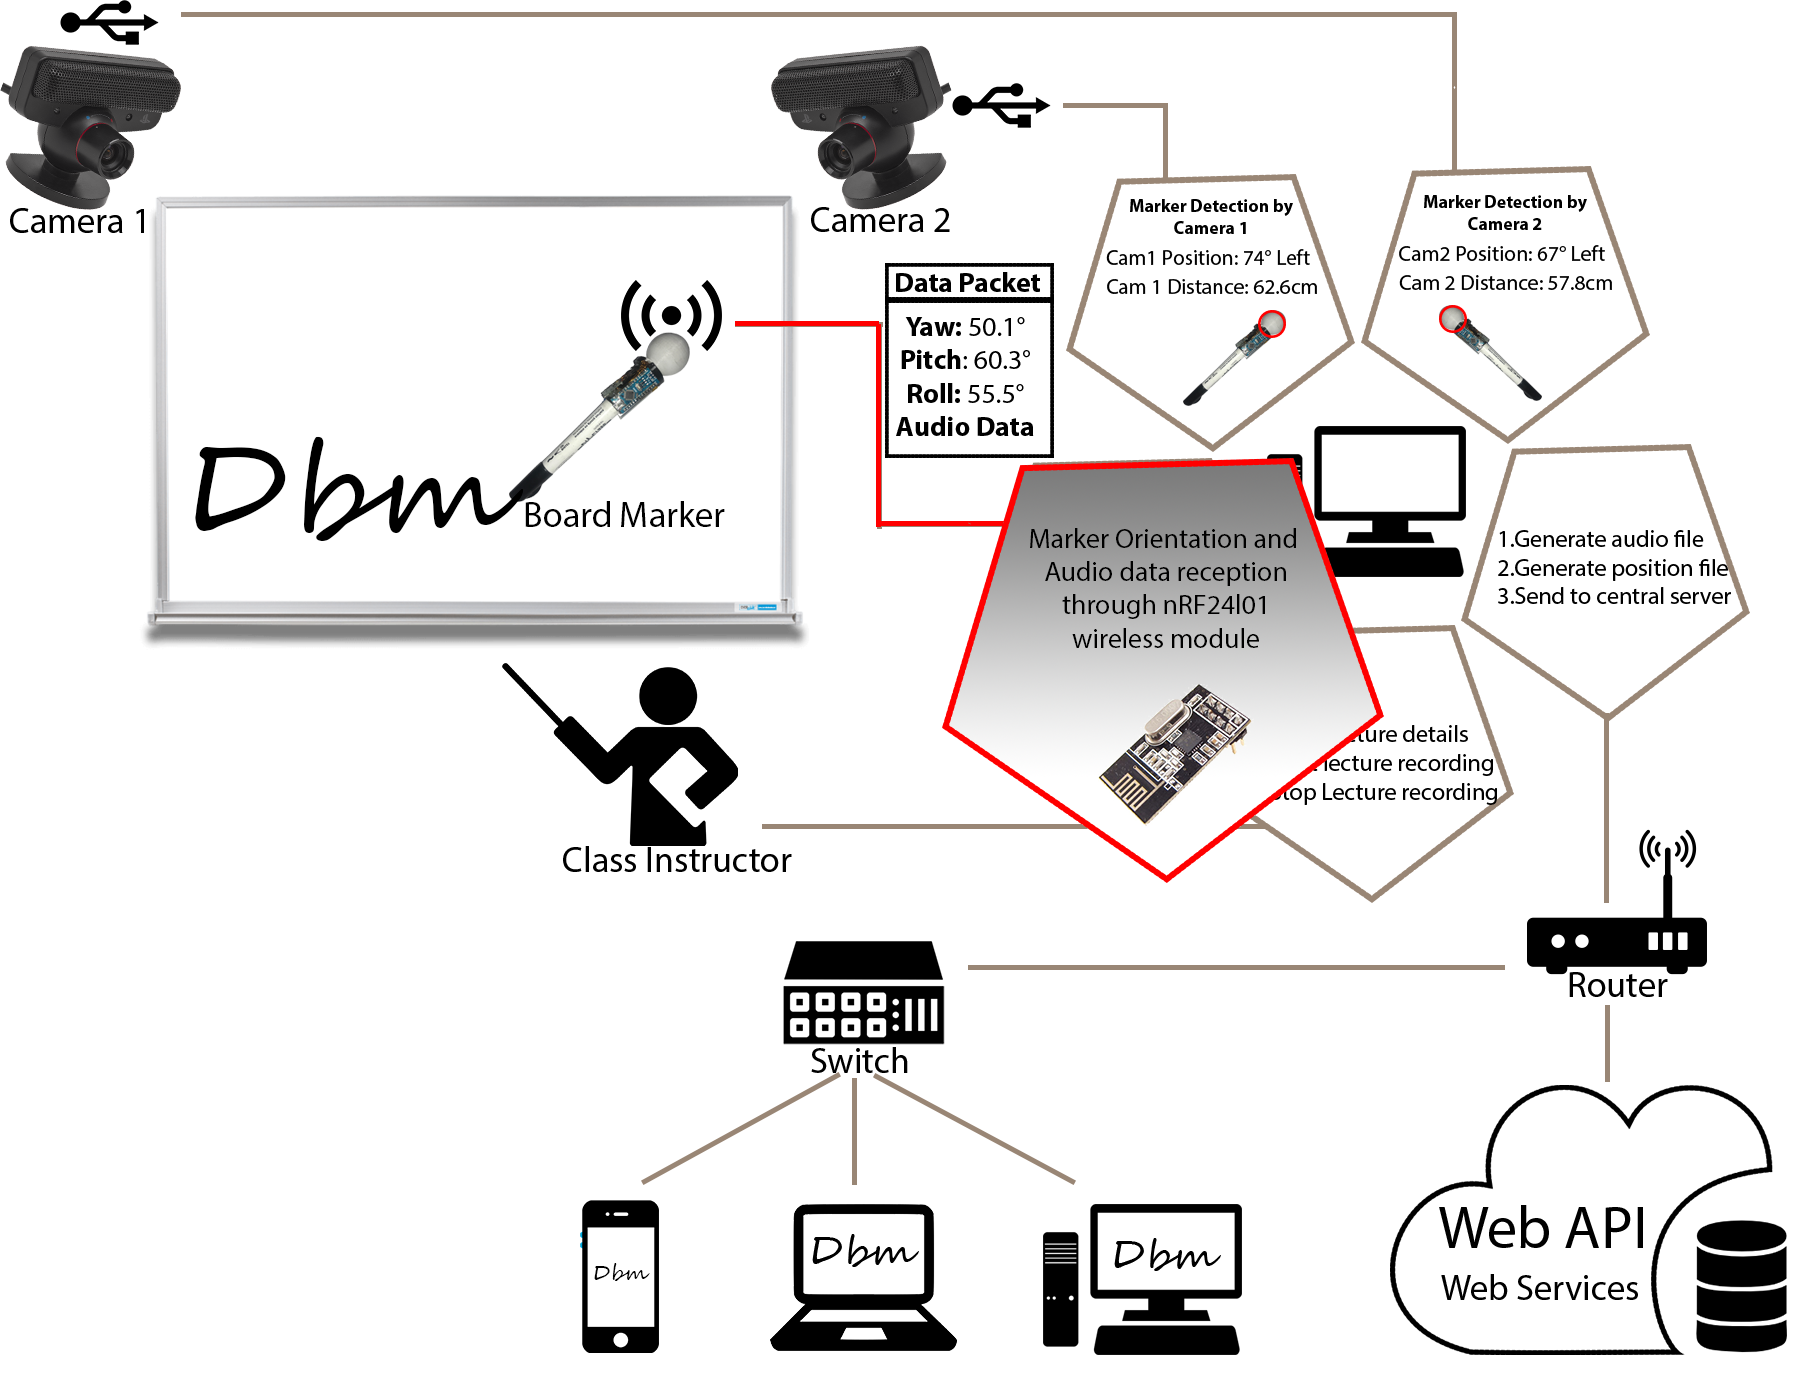 Camera 1
Camera 2
Marker Detection by
Camera 1
Cam1 Position: 74° Left
Cam 1 Distance: 62.6cm
Marker Detection by
Camera 2
Cam2 Position: 67° Left
Cam 2 Distance: 57.8cm
Data Packet
Yaw: 50.1°
Pitch: 60.3°
Roll: 55.5°
Audio Data
Dbm
Board Marker
Marker Orientation and
Audio data reception
through nRF24l01
wireless module
1.Generate audio file
2.Generate position file
3.Send to central server
details
lecture recording
Lecture recording
Class Instructor
Router
Switch
Dbm
Dbm
Dbm
Web API
Web Services